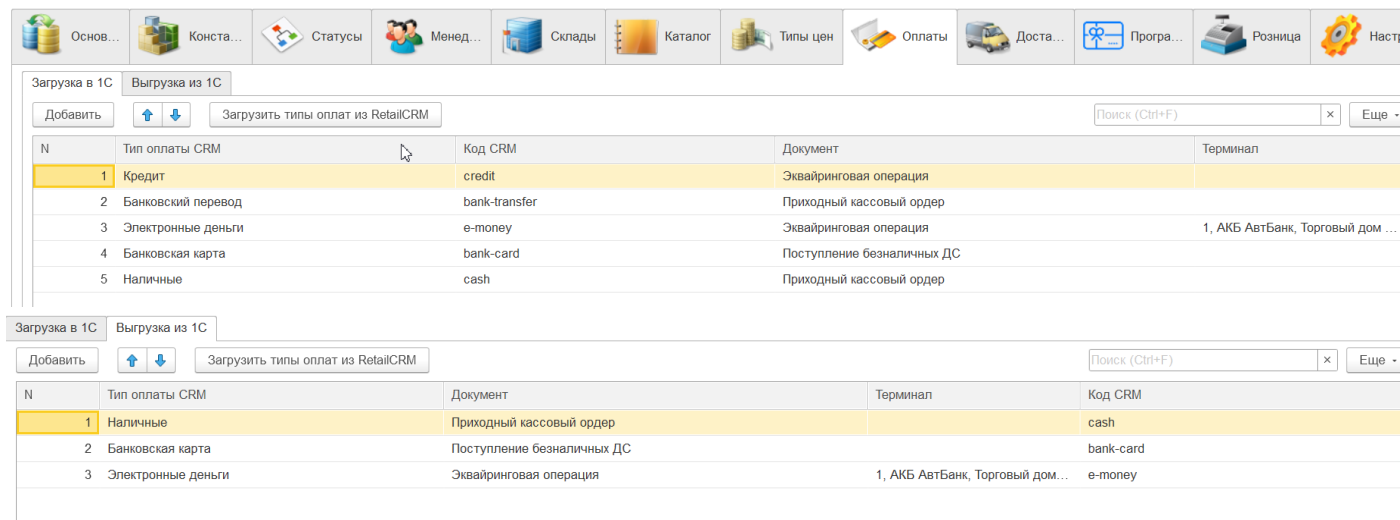 Основ... Конста... Статусы Менед... Склады Каталог Типы цен Оплаты Доста... Програ... Розница Настр
Загрузка в 1С Выгрузка из 1С
Добавить Загрузить типы оплат из RetailCRM Поиск (Ctrl+F) × Еще
N Тип оплаты CRM Код CRM Документ Терминал
1 Кредит credit Эквайринговая операция
2 Банковский перевод bank-transfer Приходный кассовый ордер
3 Электронные деньги e-money Эквайринговая операция 1, АКБ АвтБанк, Торговый дом ...
4 Банковская карта bank-card Поступление безналичных ДС
5 Наличные cash Приходный кассовый ордер
Загрузка в 1С Выгрузка из 1С
Добавить Загрузить типы оплат из RetailCRM Поиск (Ctrl+F) × Еще
N Тип оплаты CRM Документ Терминал Код CRM
1 Наличные Приходный кассовый ордер cash
2 Банковская карта Поступление безналичных ДС bank-card
3 Электронные деньги Эквайринговая операция 1, АКБ АвтБанк, Торговый дом... e-money